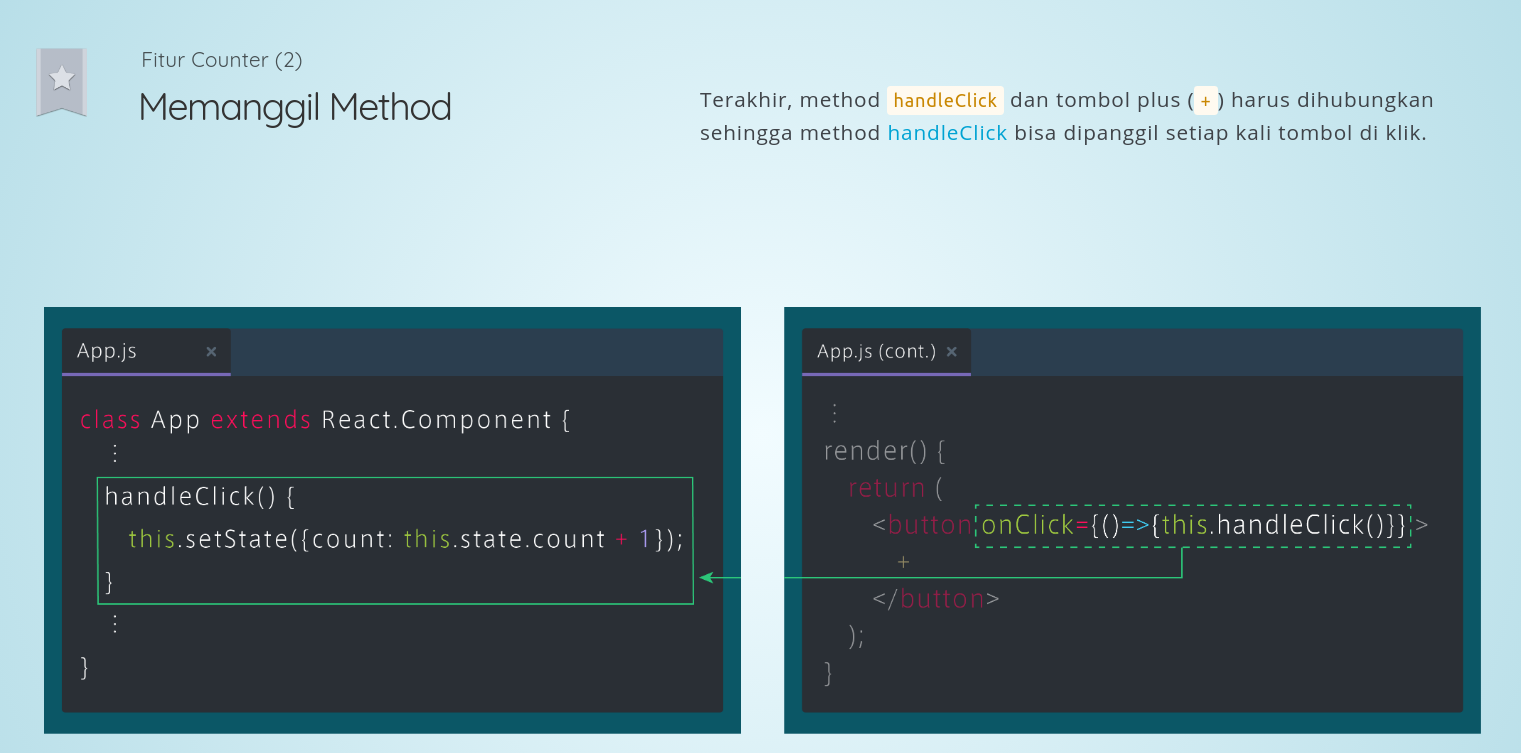 Fitur Counter (2)
Memanggil Method
Terakhir, method handleClick dan tombol plus (+) harus dihubungkan
sehingga method handleClick bisa dipanggil setiap kali tombol di klik.
App.js ×
class App extends React.Component {
⋮
handleClick() {
this.setState({count: this.state.count + 1});
}
⋮
}
App.js (cont.) ×
⋮
render() {
return (
<button onClick={()=>{this.handleClick()}} >
+
</button>
);
}